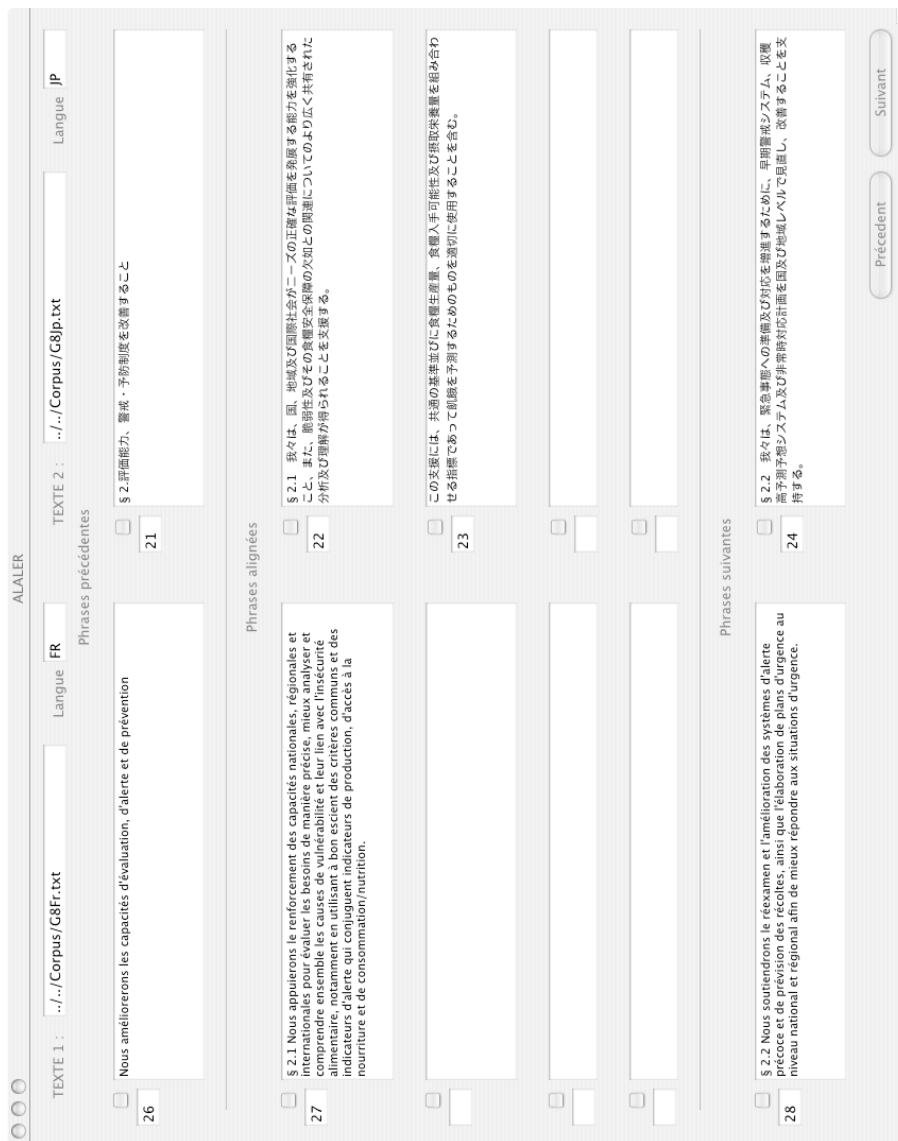 ALALER
TEXTE 1 : ../../Corpus/G8Fr.txt Langue FR TEXTE 2 : ../../Corpus/G8Jp.txt Langue JP
Phrases précédentes
26
Nous améliorerons les capacités d'évaluation, d'alerte et de prévention
21
§ 2.評価能力、警戒・予防制度を改善すること
Phrases alignées
27
§ 2.1 Nous appuierons le renforcement des capacités nationales, régionales et
internationales pour évaluer les besoins de manière précise, mieux analyser et
comprendre ensemble les causes de vulnérabilité et leur lien avec l'insécurité
alimentaire, notamment en utilisant à bon escient des critères communs et des
indicateurs d'alerte qui conjuguent indicateurs de production, d'accès à la
nourriture et de consommation/nutrition.
22
§ 2.1 我々は、国、地域及び国際社会がニーズの正確な評価を発展する能力を強化する
こと、また、脆弱性及びその食糧安全保障の欠如との関連についてのより広く共有された
分析及び理解が得られることを支援する。
23
この支援には、共通の基準並びに食糧生産量、食糧入手可能性及び摂取栄養量を組み合わ
せる指標であって飢餓を予測するためのものを適切に使用することを含む。
Phrases suivantes
28
§ 2.2 Nous soutiendrons le réexamen et l'amélioration des systèmes d'alerte
précoce et de prévision des récoltes, ainsi que l'élaboration de plans d'urgence au
niveau national et régional afin de mieux répondre aux situations d'urgence.
24
§ 2.2 我々は、緊急事態への準備及び対応を増進するために、早期警戒システム、収穫
高予測予想システム及び非常時対応計画を国及び地域レベルで見直し、改善することを支
持する。
Précedent Suivant